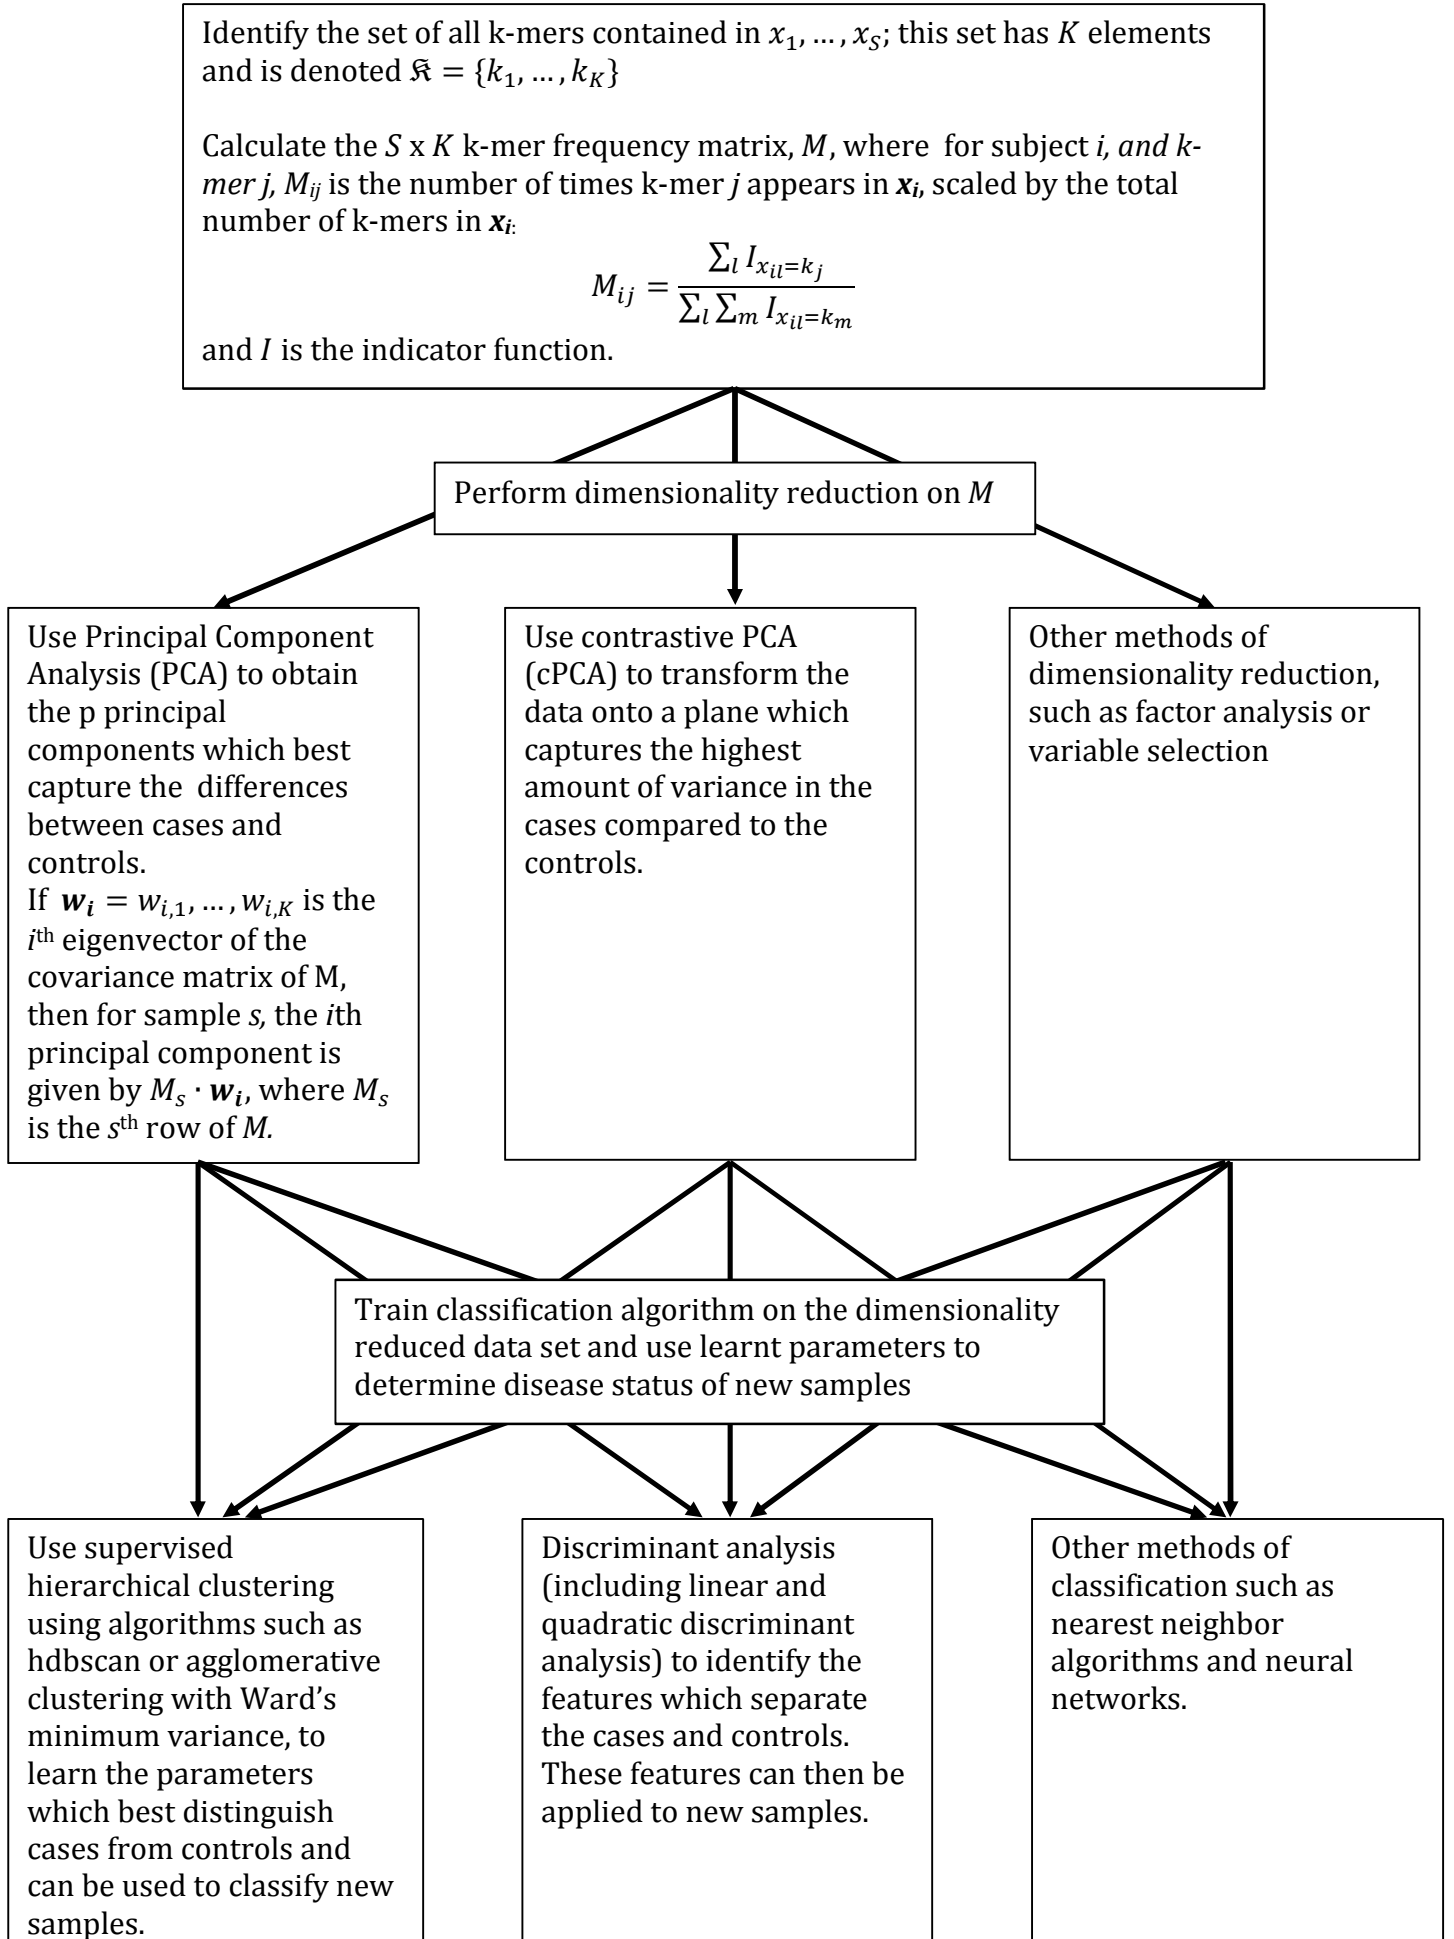 Identify the set of all k-mers contained in 𝑥₁, … , 𝑥_S; this set has 𝐾 elements
and is denoted 𝔎 = {𝑘₁, … , 𝑘_K}
Calculate the S x K k-mer frequency matrix, M, where for subject i, and k-
mer j, M_ij is the number of times k-mer j appears in x_i, scaled by the total
number of k-mers in x_i:
M_ij = ∑_l I_{x_il=k_j} / ∑_l ∑_m I_{x_il=k_m}
and I is the indicator function.
Perform dimensionality reduction on M
Use Principal Component
Analysis (PCA) to obtain
the p principal
components which best
capture the differences
between cases and
controls.
If w_i = w_{i,1}, … , w_{i,K} is the
i^th eigenvector of the
covariance matrix of M,
then for sample s, the ith
principal component is
given by M_s · w_i, where M_s
is the s^th row of M.
Use contrastive PCA
(cPCA) to transform the
data onto a plane which
captures the highest
amount of variance in the
cases compared to the
controls.
Other methods of
dimensionality reduction,
such as factor analysis or
variable selection
Train classification algorithm on the dimensionality
reduced data set and use learnt parameters to
determine disease status of new samples
Use supervised
hierarchical clustering
using algorithms such as
hdbscan or agglomerative
clustering with Ward’s
minimum variance, to
learn the parameters
which best distinguish
cases from controls and
can be used to classify new
samples.
Discriminant analysis
(including linear and
quadratic discriminant
analysis) to identify the
features which separate
the cases and controls.
These features can then be
applied to new samples.
Other methods of
classification such as
nearest neighbor
algorithms and neural
networks.